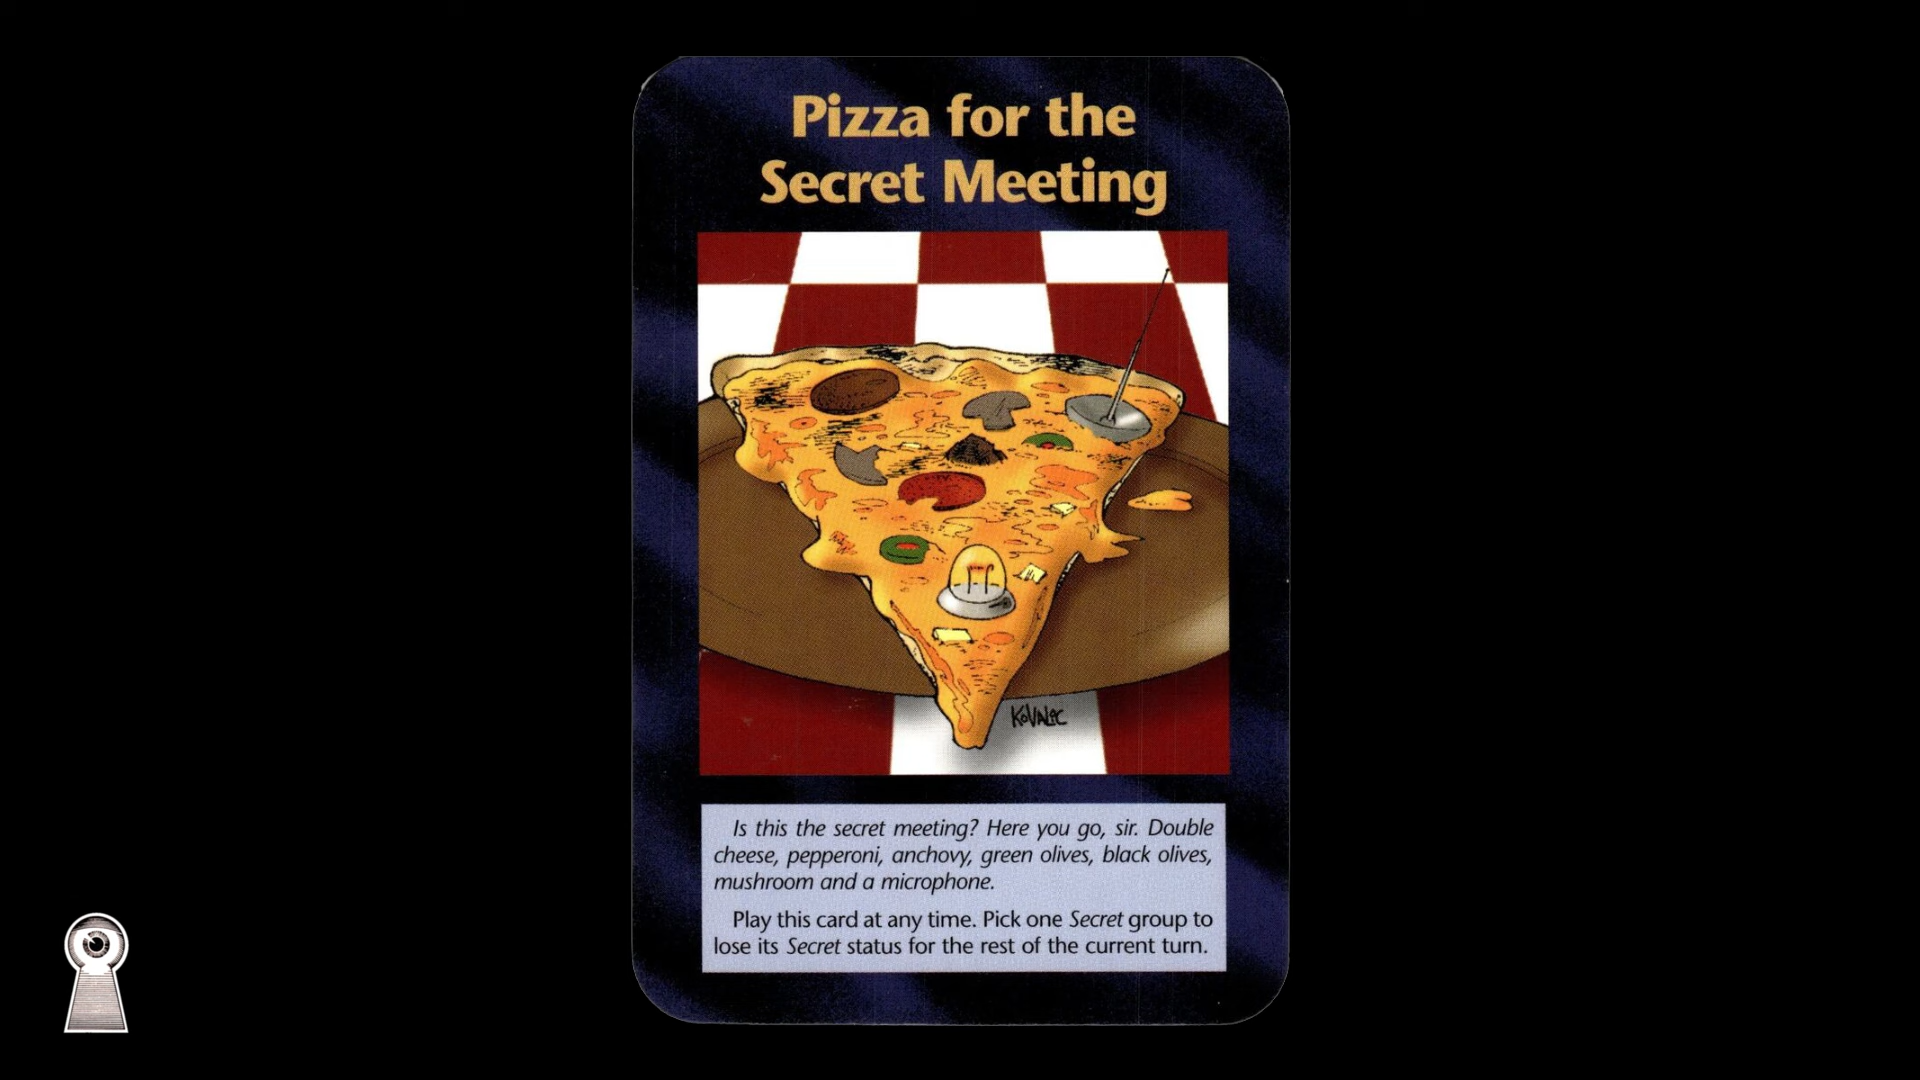 Pizza for the
Secret Meeting
KOVALIC
Is this the secret meeting? Here you go, sir. Double
cheese, pepperoni, anchovy, green olives, black olives,
mushroom and a microphone.
Play this card at any time. Pick one Secret group to
lose its Secret status for the rest of the current turn.